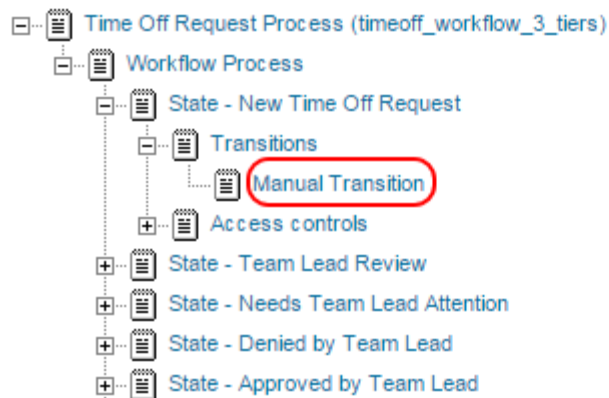 Time Off Request Process (timeoff_workflow_3_tiers)
Workflow Process
State - New Time Off Request
Transitions
Manual Transition
Access controls
State - Team Lead Review
State - Needs Team Lead Attention
State - Denied by Team Lead
State - Approved by Team Lead